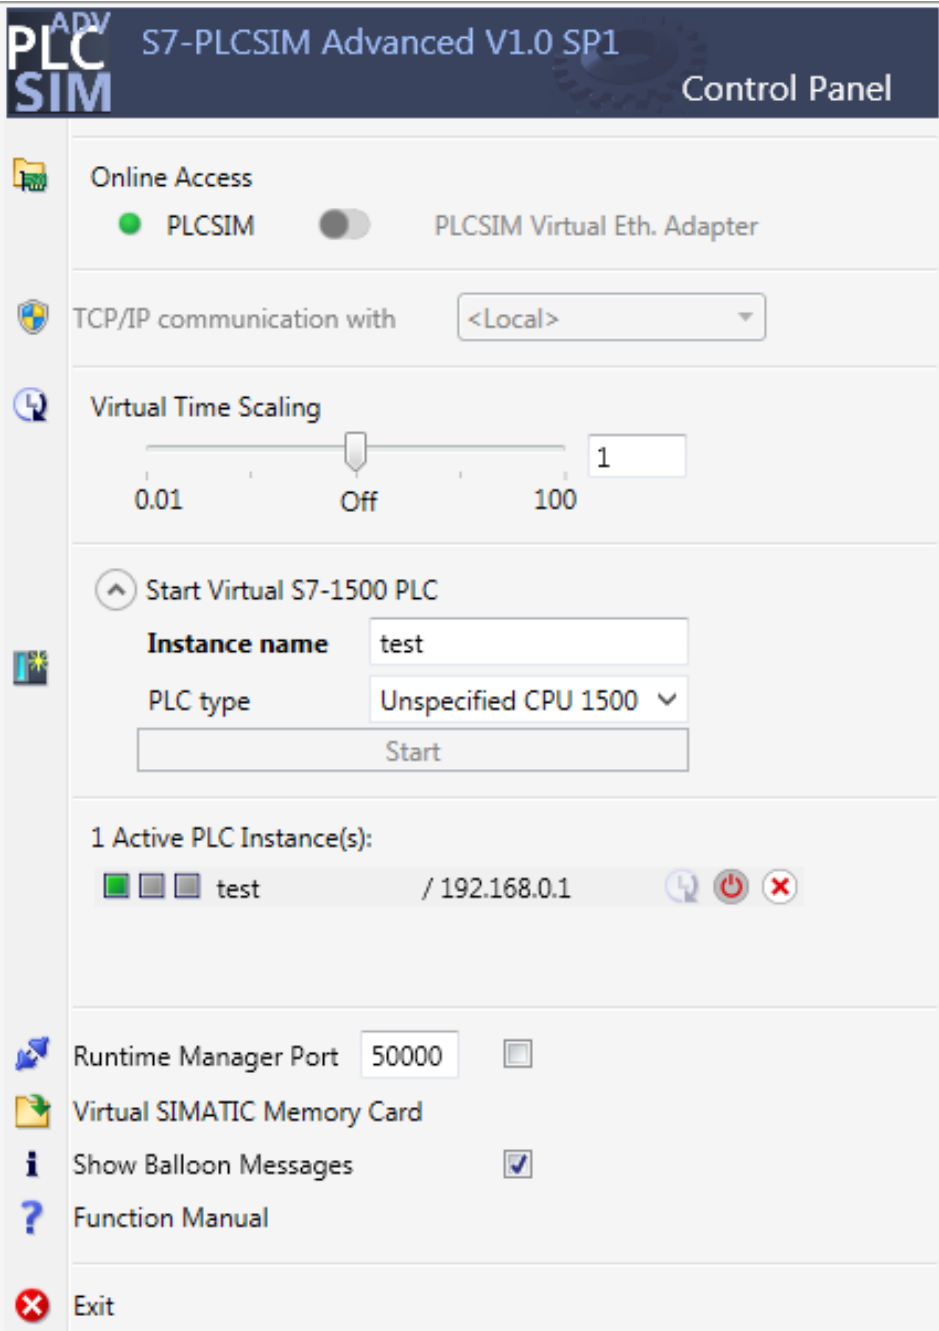 PLC ADV
SIM
S7-PLCSIM Advanced V1.0 SP1
Control Panel
Online Access
PLCSIM PLCSIM Virtual Eth. Adapter
TCP/IP communication with <Local>
Virtual Time Scaling
1
0.01 Off 100
Start Virtual S7-1500 PLC
Instance name test
PLC type Unspecified CPU 1500
Start
1 Active PLC Instance(s):
test / 192.168.0.1
Runtime Manager Port 50000
Virtual SIMATIC Memory Card
Show Balloon Messages
Function Manual
Exit